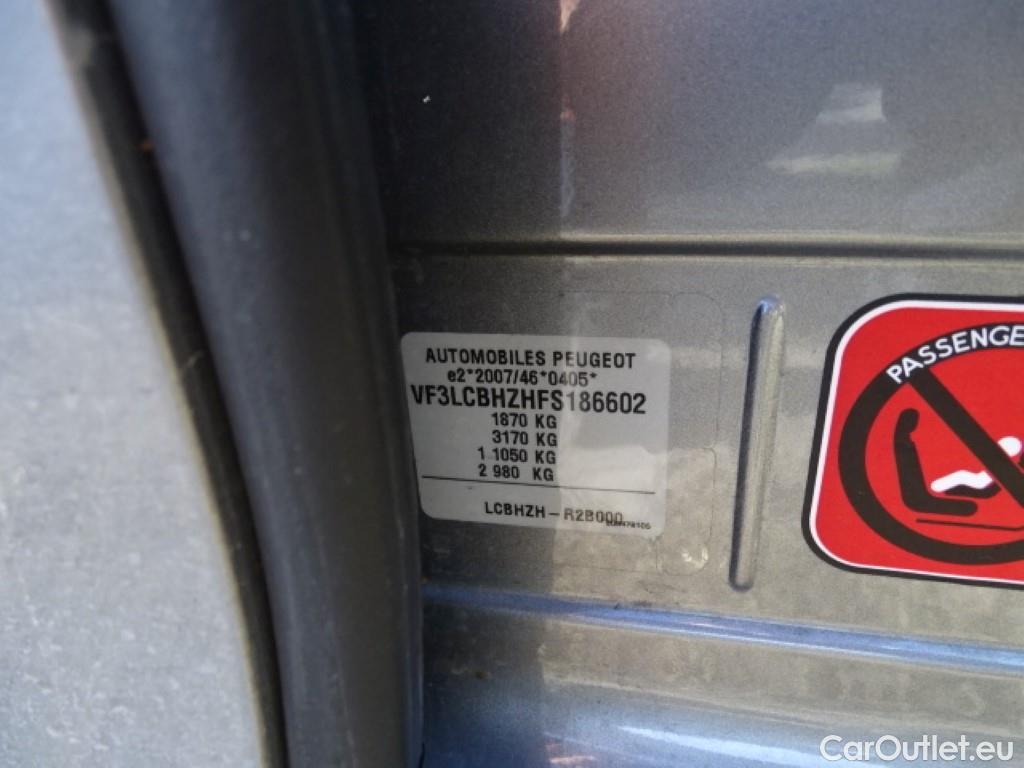 AUTOMOBILES PEUGEOT
e2*2007/46*0405*
VF3LCBHZHFS186602
1870 KG
3170 KG
1 1050 KG
2 980 KG
LCBHZH-R2B000
PASSENGE
CarOutlet.eu